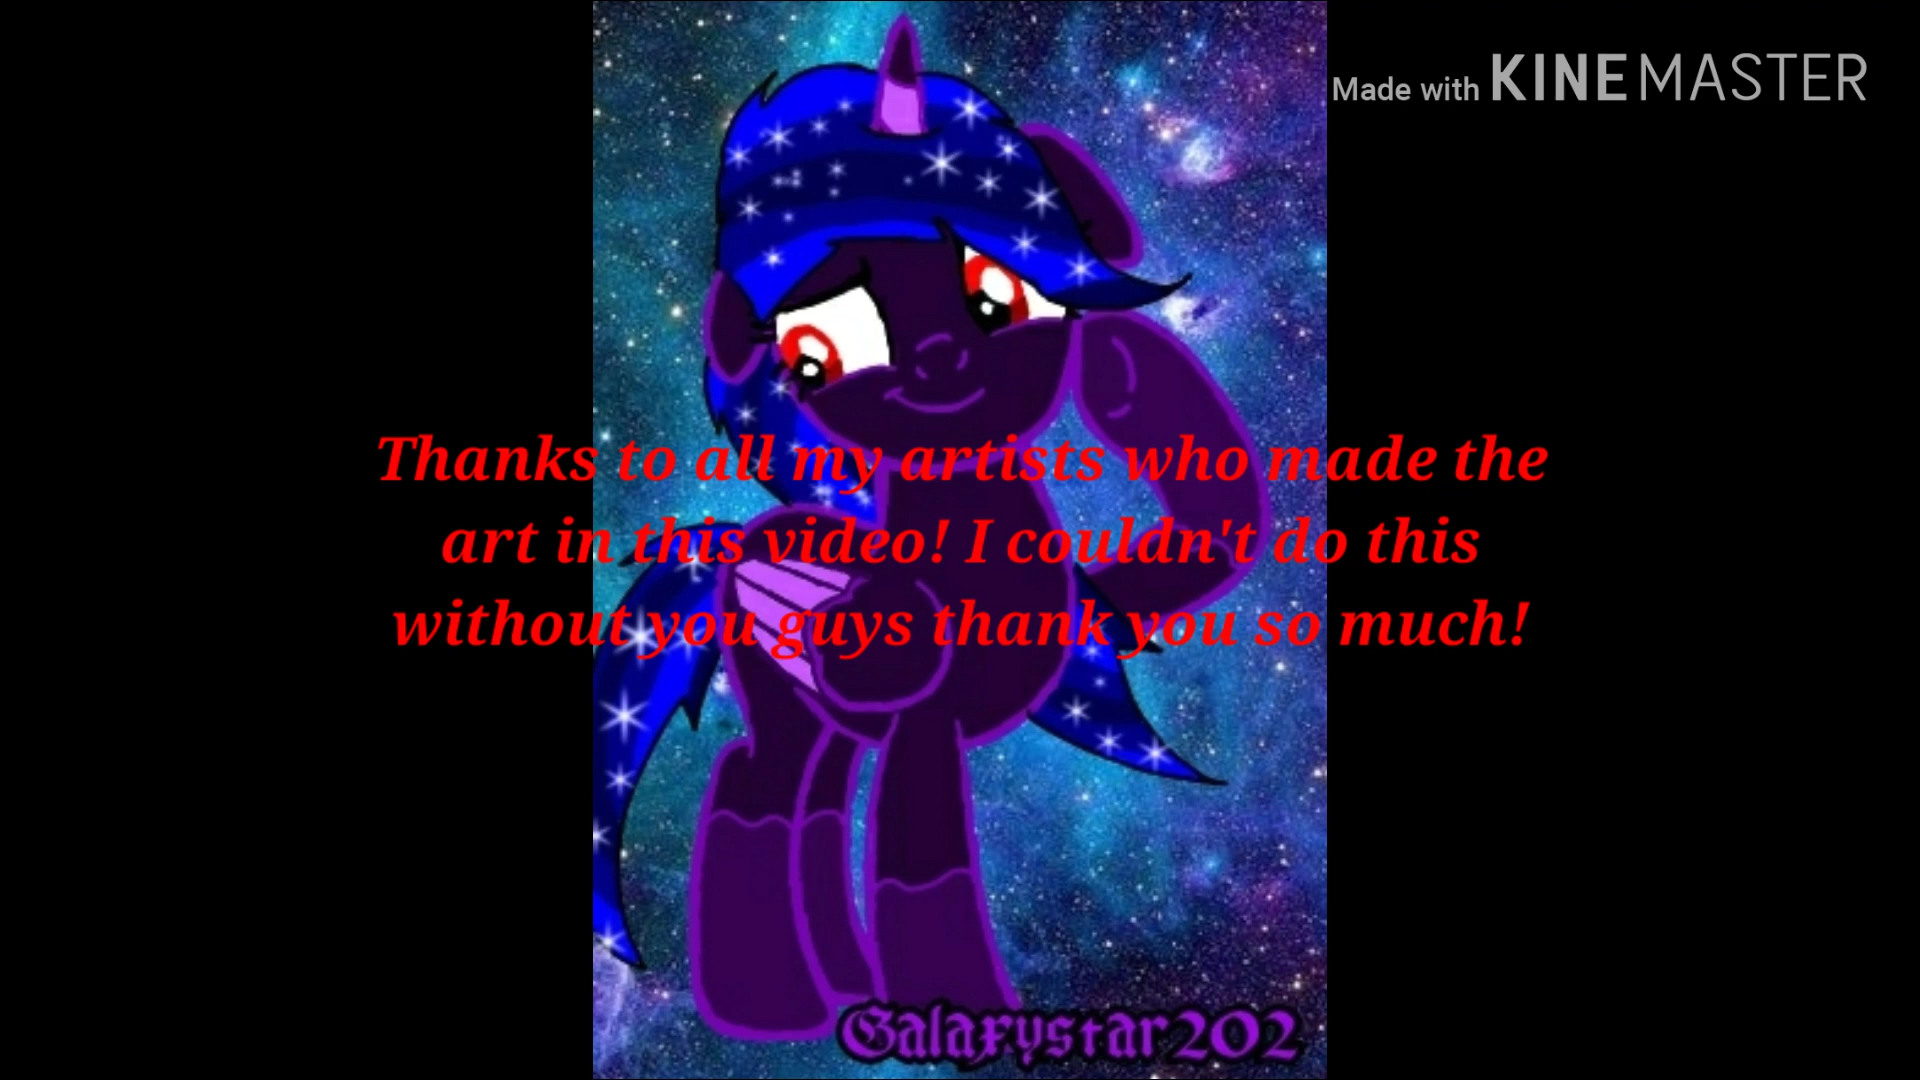 Made with KINEMASTER
Thanks to all my artists who made the
art in this video! I couldn't do this
without you guys thank you so much!
Galaxystar202